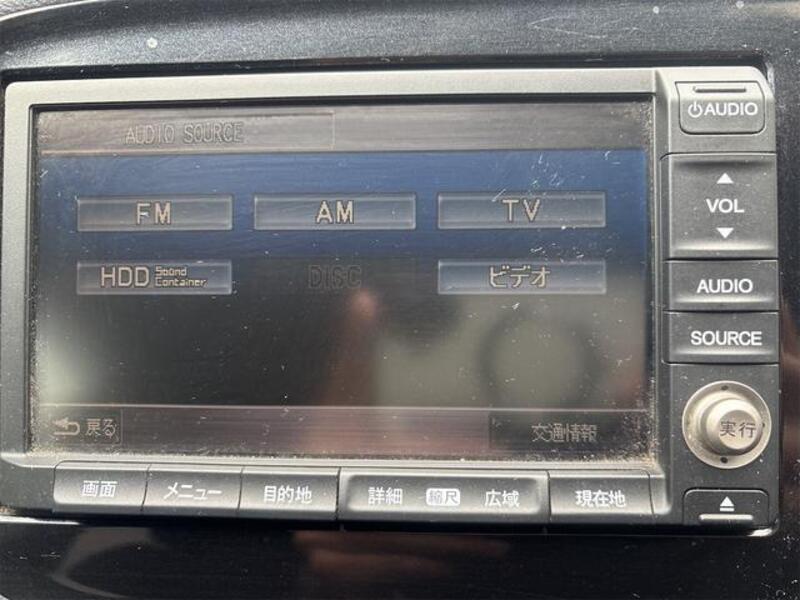 AUDIO SOURCE
AUDIO
FM AM TV
VOL
HDD Sound Container DISC ビデオ
AUDIO
SOURCE
戻る 交通情報
実行
画面 メニュー 目的地 詳細 縮尺 広域 現在地